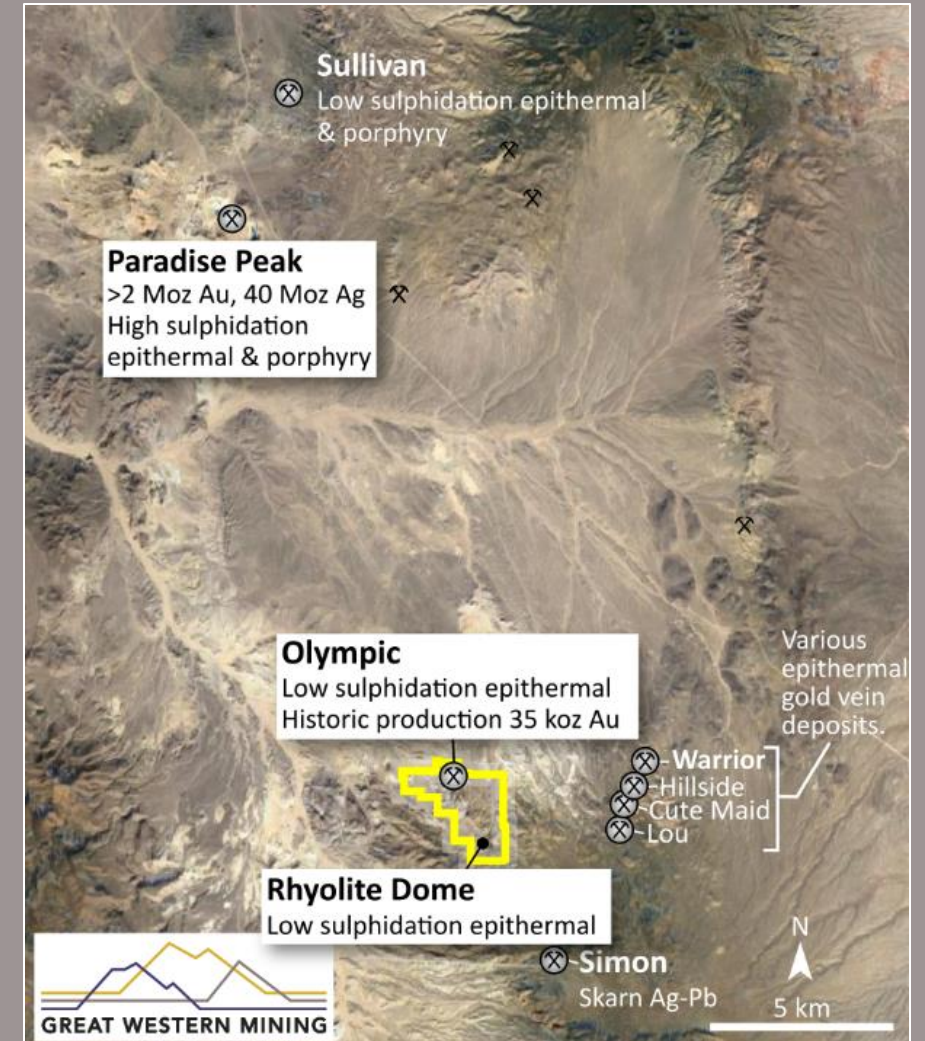 Sullivan
Low sulphidation epithermal
& porphyry
Paradise Peak
>2 Moz Au, 40 Moz Ag
High sulphidation
epithermal & porphyry
Olympic
Low sulphidation epithermal
Historic production 35 koz Au
Various
epithermal
gold vein
deposits.
Warrior
Hillside
Cute Maid
Lou
Rhyolite Dome
Low sulphidation epithermal
Simon
Skarn Ag-Pb
N
5 km
GREAT WESTERN MINING